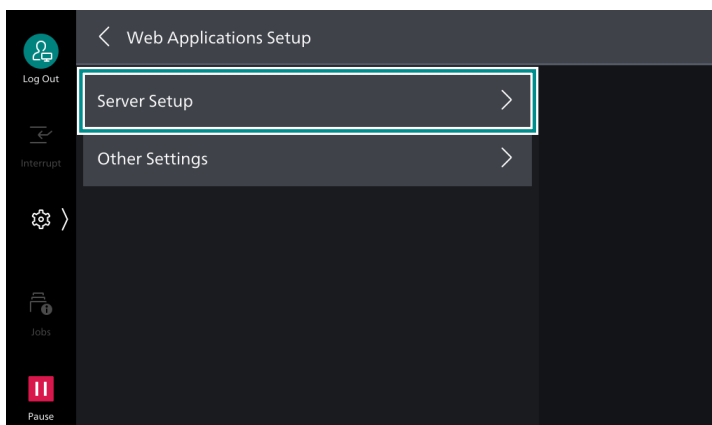 Web Applications Setup
Log Out
Server Setup
Interrupt
Other Settings
Jobs
Pause